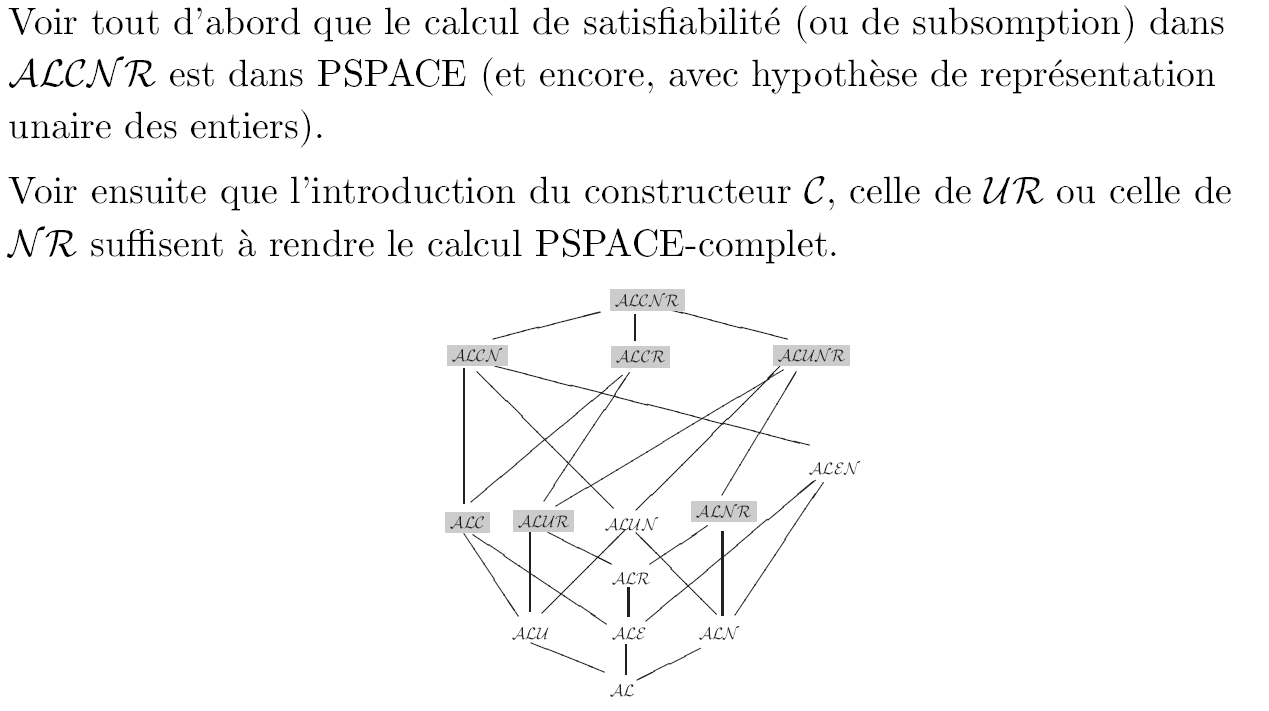 Voir tout d'abord que le calcul de satisfiabilité (ou de subsomption) dans
ALCNR est dans PSPACE (et encore, avec hypothèse de représentation
unaire des entiers).
Voir ensuite que l'introduction du constructeur C, celle de UR ou celle de
NR suffisent à rendre le calcul PSPACE-complet.
ALCNR
ALCN ALCR ALUNR
ALEN
ALC ALUR ALUN ALNR
ALR
ALU ALE ALN
AL